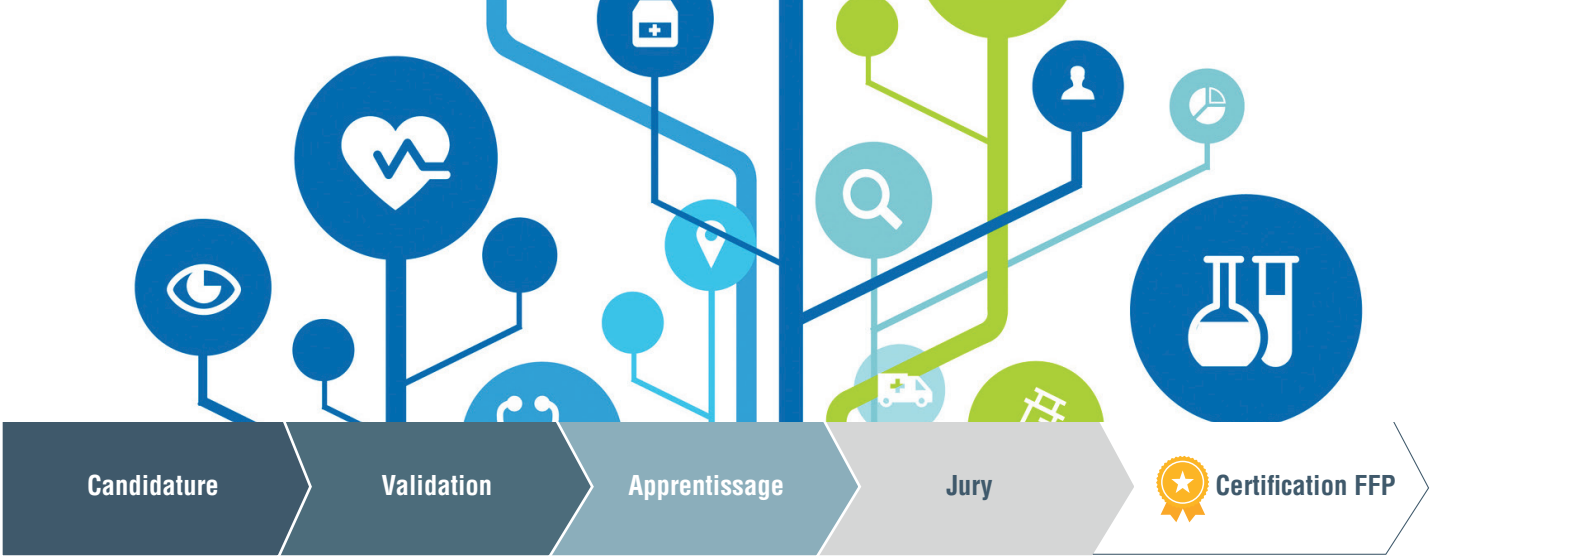 Candidature
Validation
Apprentissage
Jury
Certification FFP